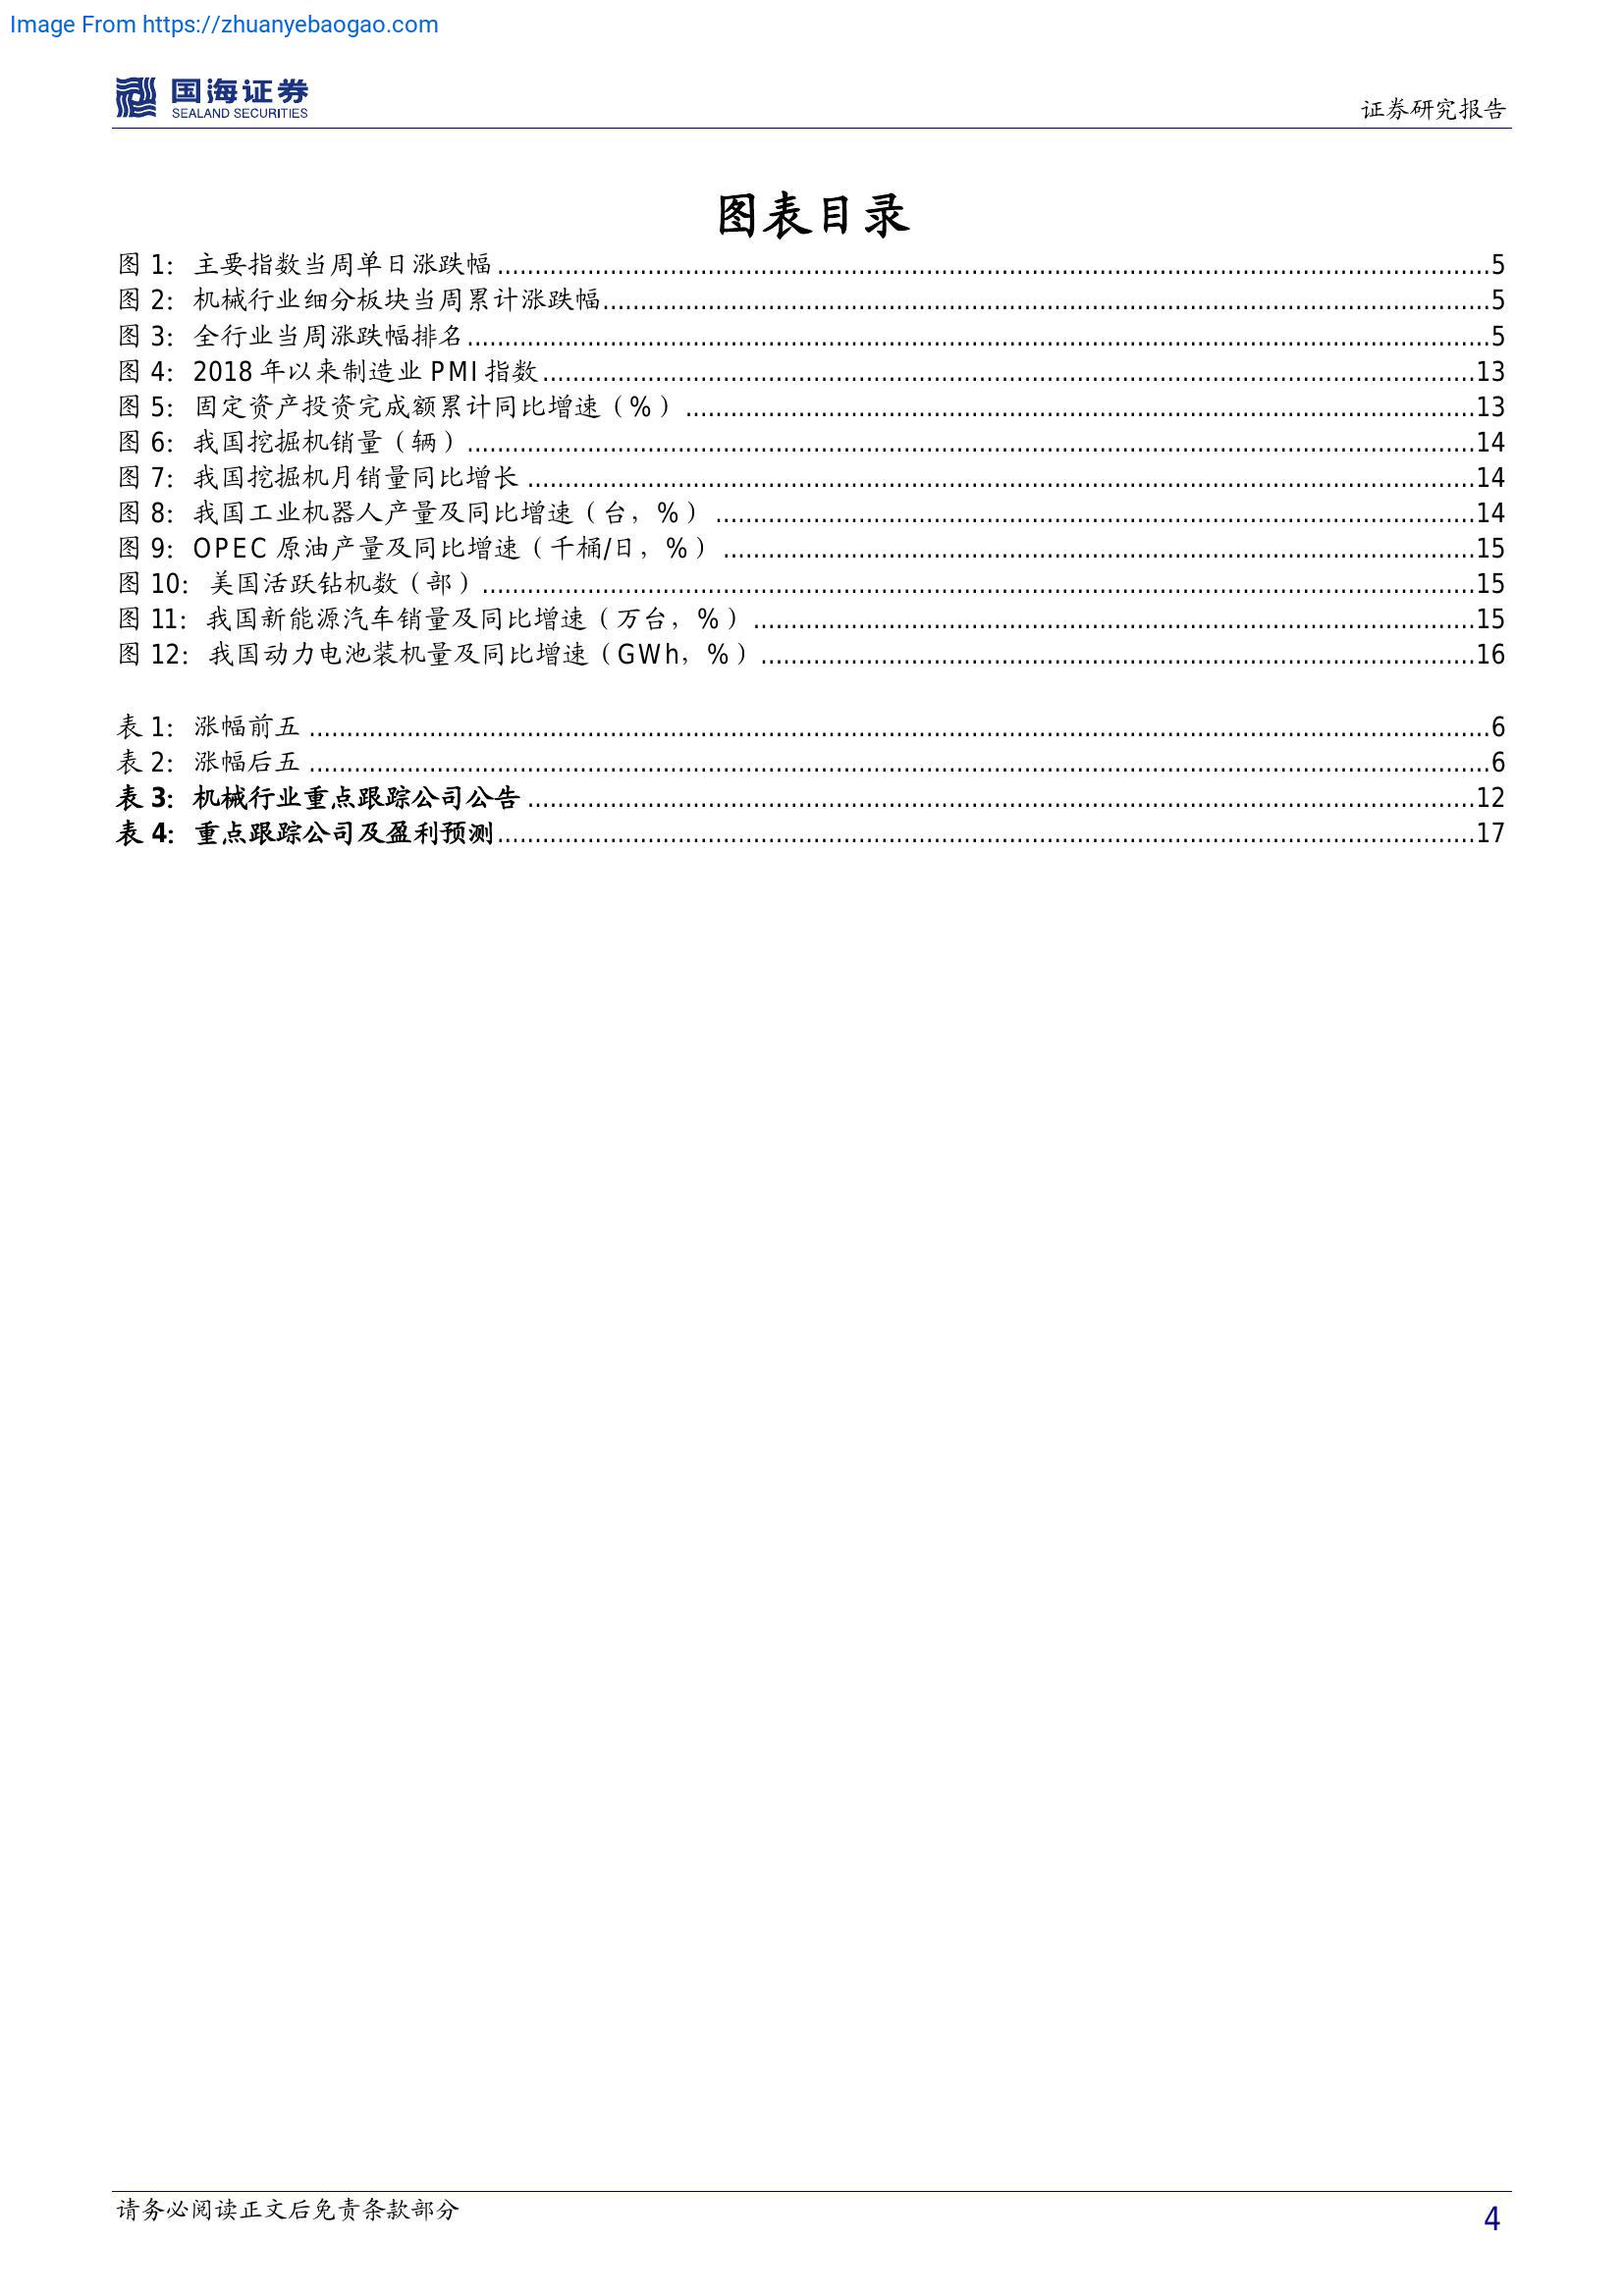 Image From https://zhuanyebaogao.com
国海证券
SEALAND SECURITIES
证券研究报告
图表目录
图 1：主要指数当周单日涨跌幅....................5
图 2：机械行业细分板块当周累计涨跌幅....................5
图 3：全行业当周涨跌幅排名....................5
图 4：2018 年以来制造业 PMI 指数....................13
图 5：固定资产投资完成额累计同比增速（%）....................13
图 6：我国挖掘机销量（辆）....................14
图 7：我国挖掘机月销量同比增长....................14
图 8：我国工业机器人产量及同比增速（台，%）....................14
图 9：OPEC 原油产量及同比增速（千桶/日，%）....................15
图 10：美国活跃钻机数（部）....................15
图 11：我国新能源汽车销量及同比增速（万台，%）....................15
图 12：我国动力电池装机量及同比增速（GWh，%）....................16
表 1：涨幅前五....................6
表 2：涨幅后五....................6
表 3：机械行业重点跟踪公司公告....................12
表 4：重点跟踪公司及盈利预测....................17
请务必阅读正文后免责条款部分
4